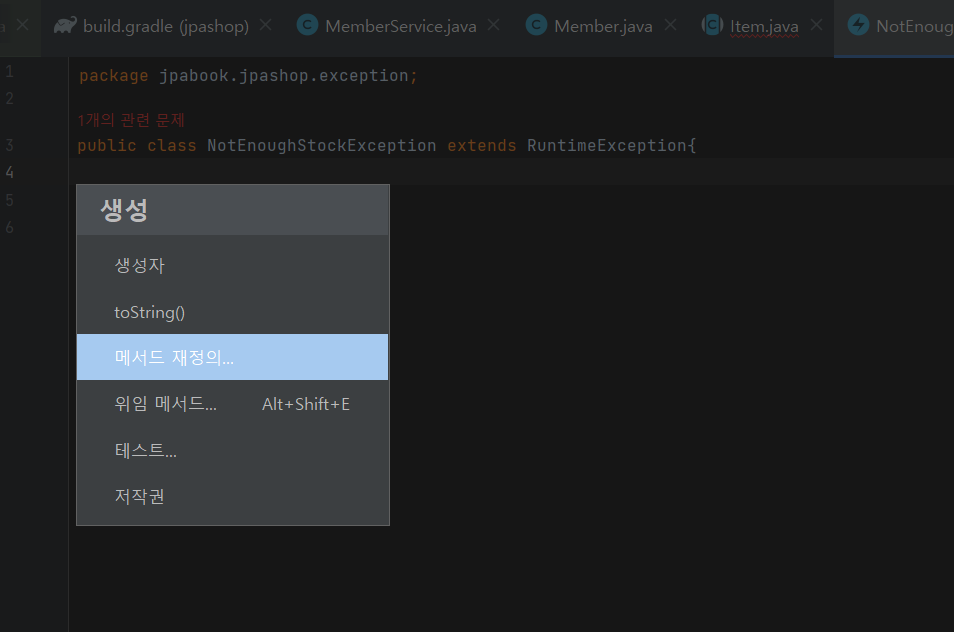 build.gradle (jpashop) MemberService.java Member.java Item.java NotEnoug
1 package jpabook.jpashop.exception;
2
1개의 관련 문제
3 public class NotEnoughStockException extends RuntimeException{
4
생성
5
6
생성자
toString()
메서드 재정의...
위임 메서드... Alt+Shift+E
테스트...
저작권